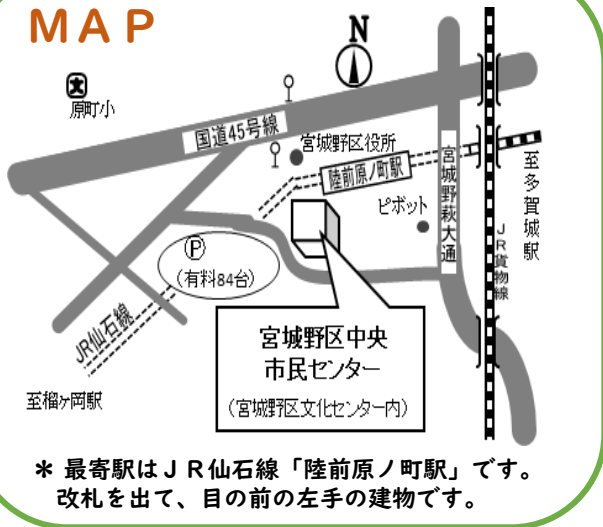 MAP
N
文
原町小
国道45号線
宮城野区役所
陸前原ノ町駅
宮城野萩大通
至多賀城駅
ピボット
JR貨物線
P
(有料84台)
JR仙石線
至榴ヶ岡駅
宮城野区中央
市民センター
(宮城野区文化センター内)
＊ 最寄駅はＪＲ仙石線「陸前原ノ町駅」です。
改札を出て、目の前の左手の建物です。